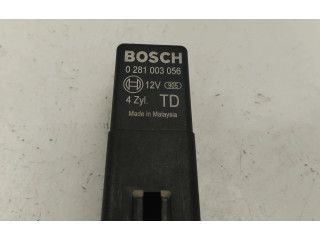 BOSCH
0 281 003 056
12V
4 Zyl. TD
Made in Malaysia